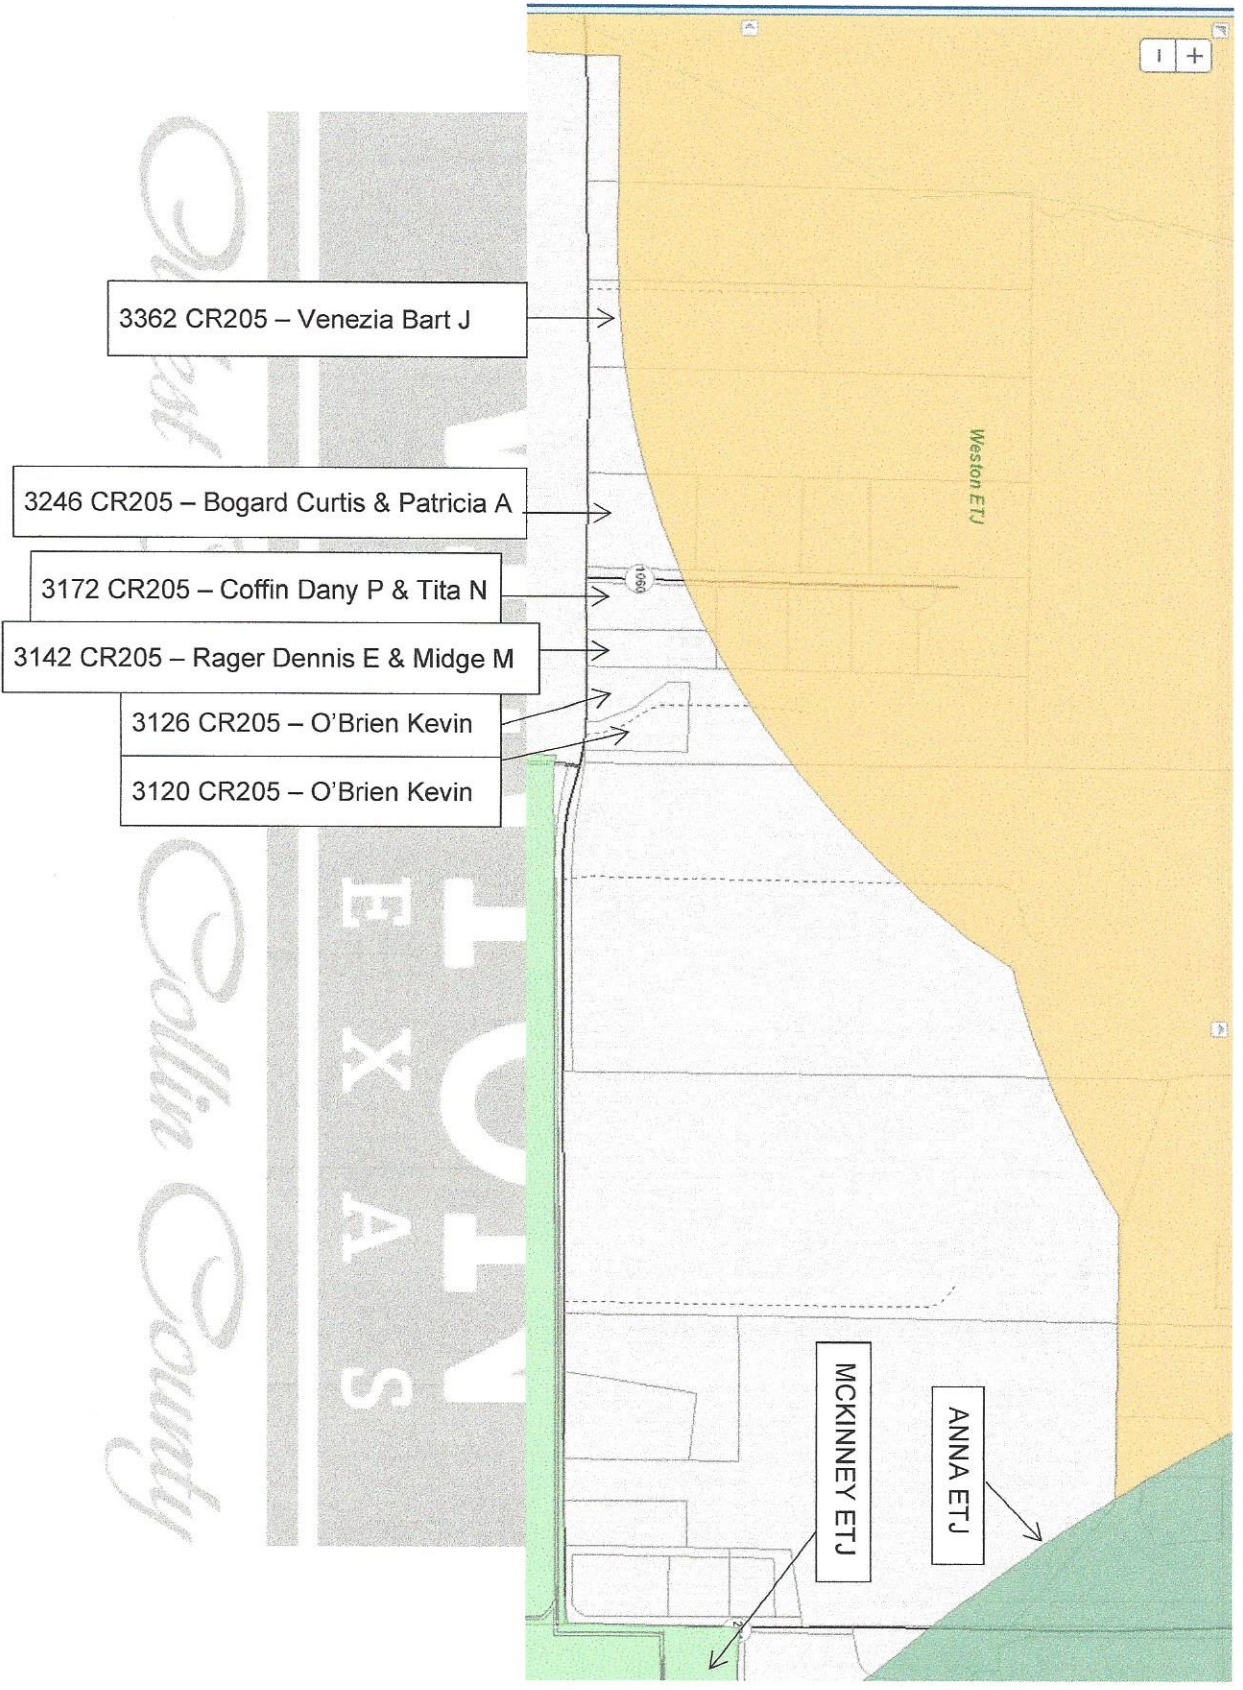 +
−
Weston ETJ
3362 CR205 – Venezia Bart J
3246 CR205 – Bogard Curtis & Patricia A
3172 CR205 – Coffin Dany P & Tita N
3142 CR205 – Rager Dennis E & Midge M
3126 CR205 – O'Brien Kevin
3120 CR205 – O'Brien Kevin
1060
MCKINNEY ETJ
ANNA ETJ
EXAS
Collin County